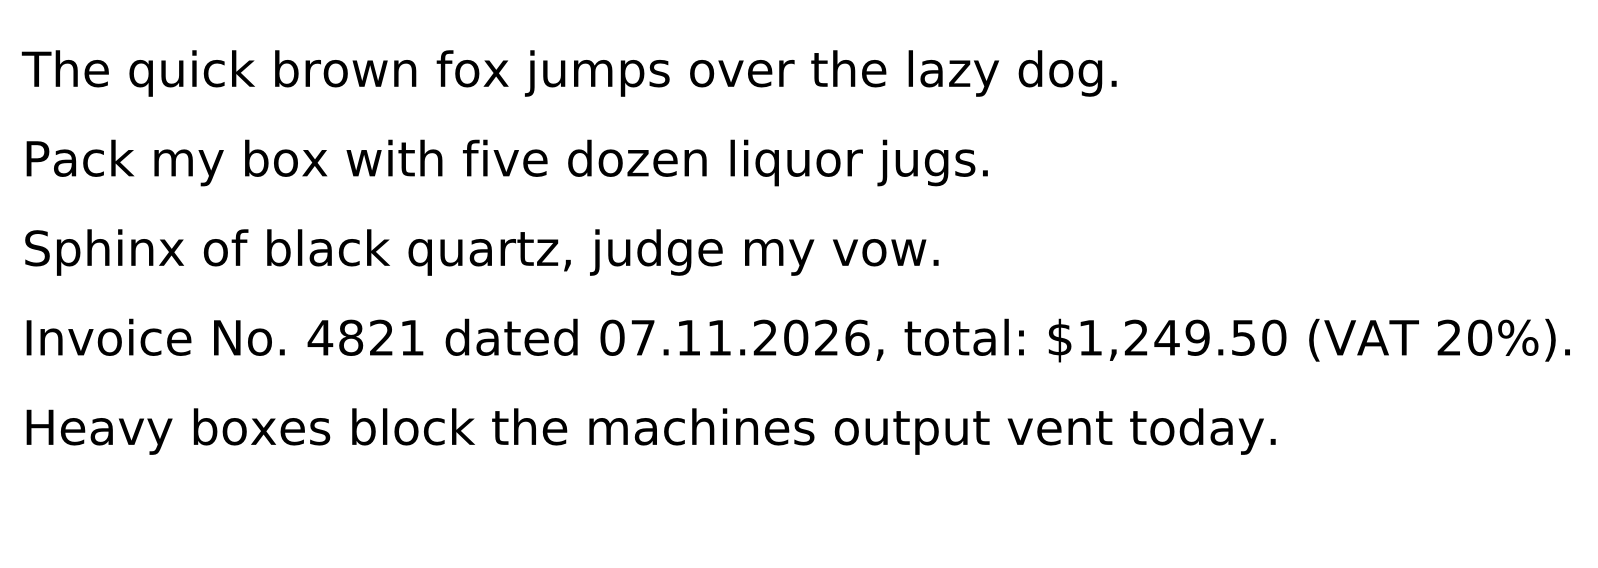 The quick brown fox jumps over the lazy dog.
Pack my box with five dozen liquor jugs.
Sphinx of black quartz, judge my vow.
Invoice No. 4821 dated 07.11.2026, total: $1,249.50 (VAT 20%).
Heavy boxes block the machines output vent today.